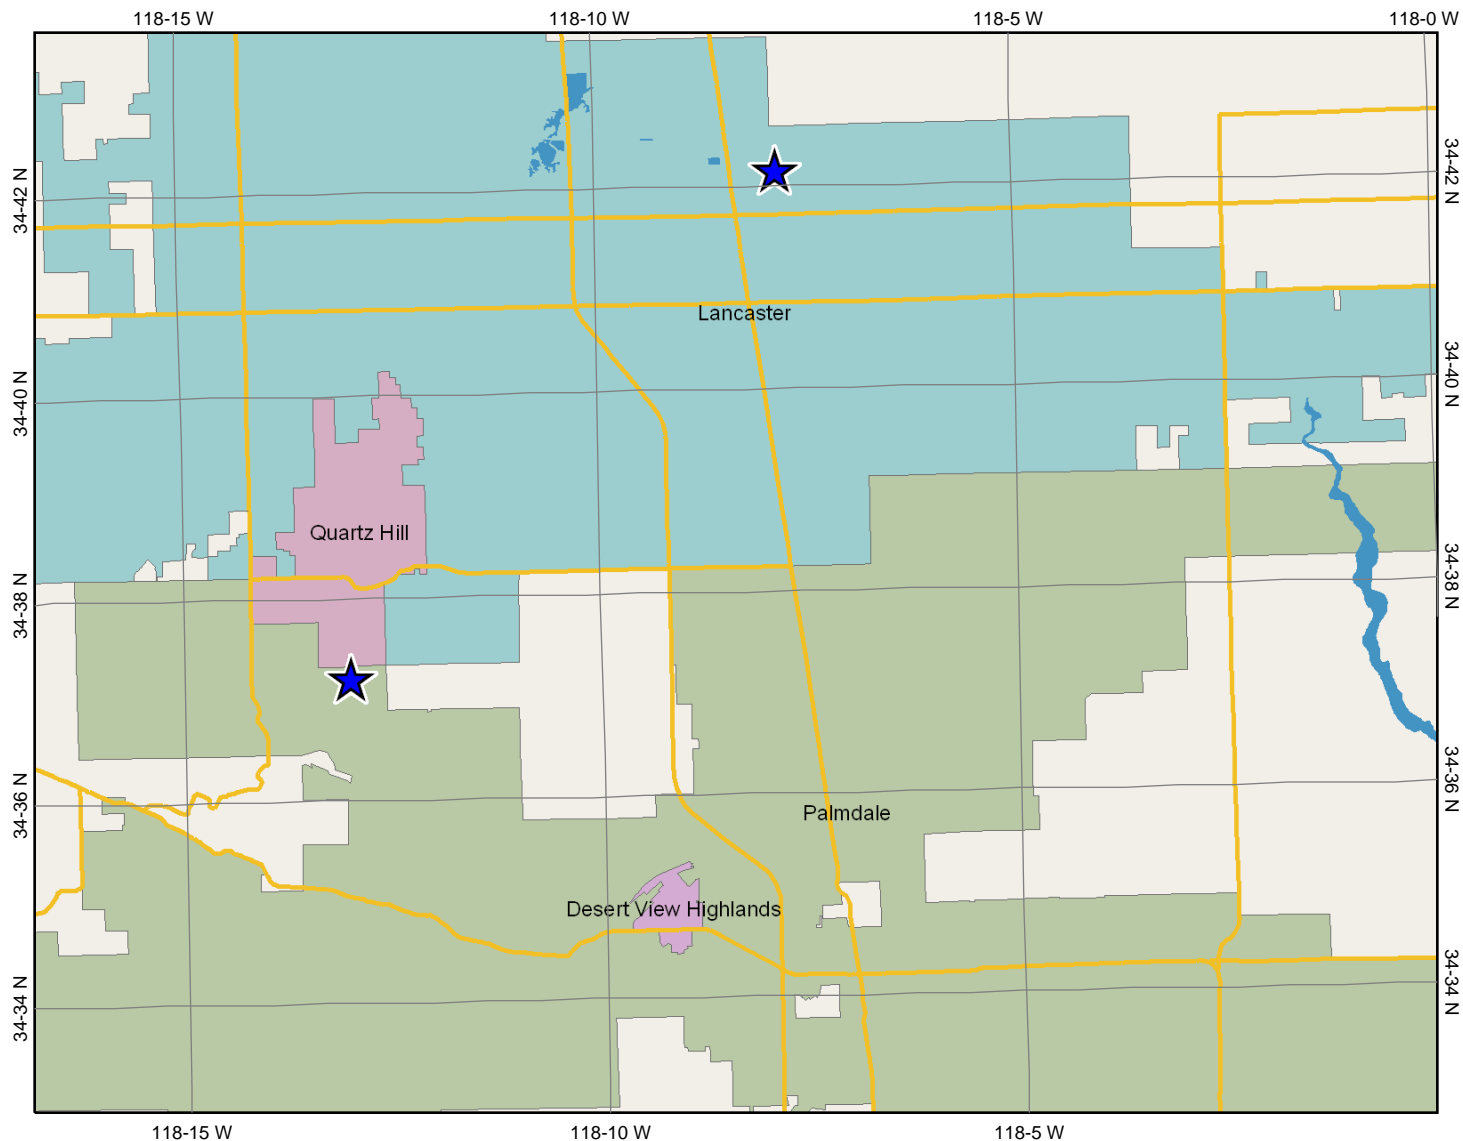 118-15 W
118-10 W
118-5 W
118-0 W
34-42 N
34-42 N
Lancaster
34-40 N
34-40 N
Quartz Hill
34-38 N
34-38 N
34-36 N
34-36 N
Palmdale
Desert View Highlands
34-34 N
34-34 N
118-15 W
118-10 W
118-5 W